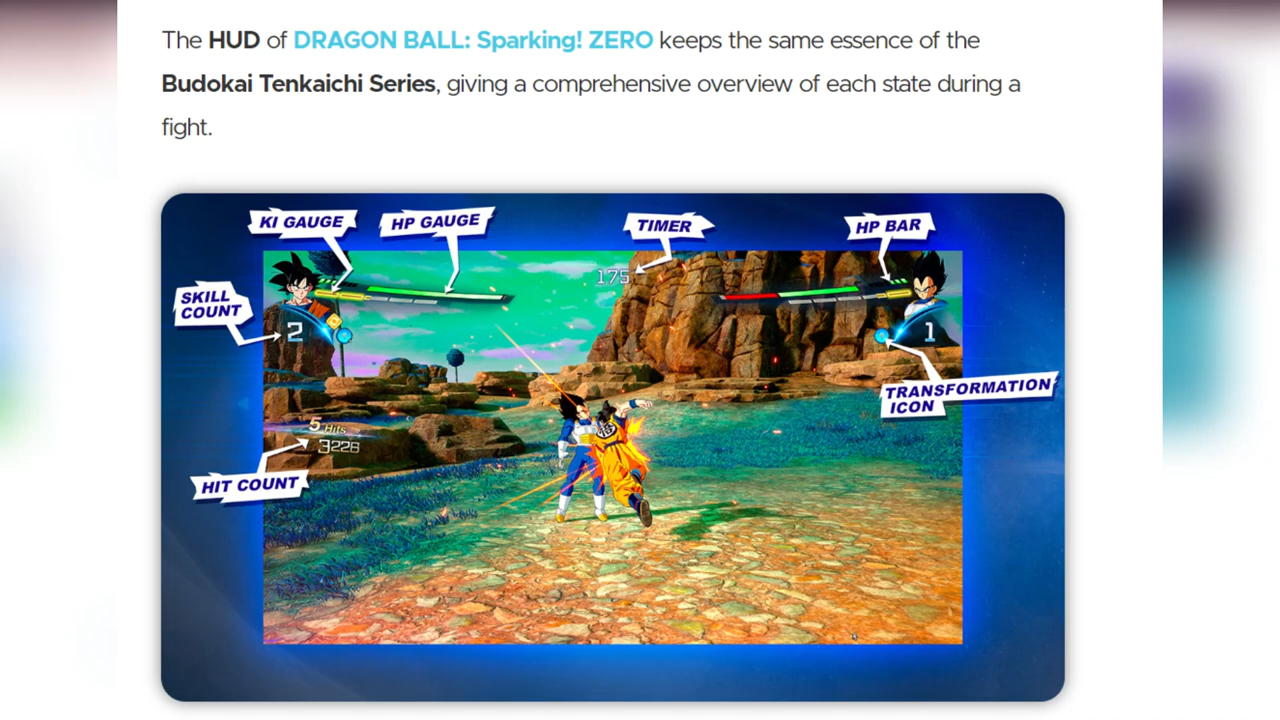 The HUD of DRAGON BALL: Sparking! ZERO keeps the same essence of the
Budokai Tenkaichi Series, giving a comprehensive overview of each state during a
fight.
KI GAUGE
HP GAUGE
TIMER
HP BAR
175
SKILL
COUNT
2
1
TRANSFORMATION
ICON
5 Hits
3226
HIT COUNT